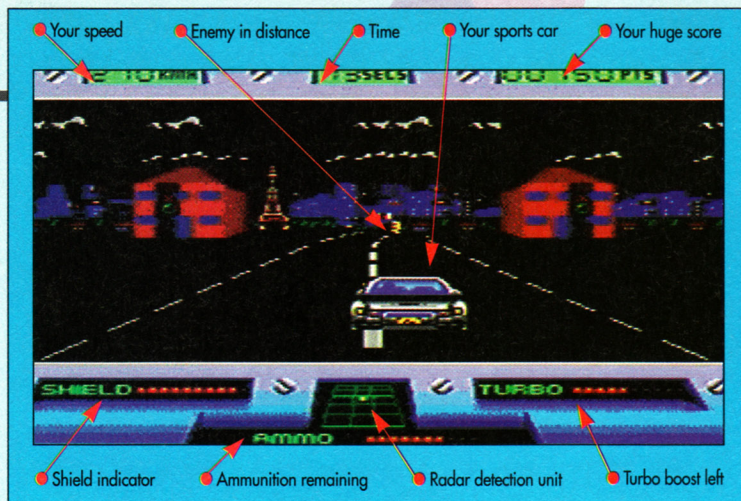 Your speed
Enemy in distance
Time
Your sports car
Your huge score
KMH
SECS
PTS
SHIELD
TURBO
AMMO
Shield indicator
Ammunition remaining
Radar detection unit
Turbo boost left